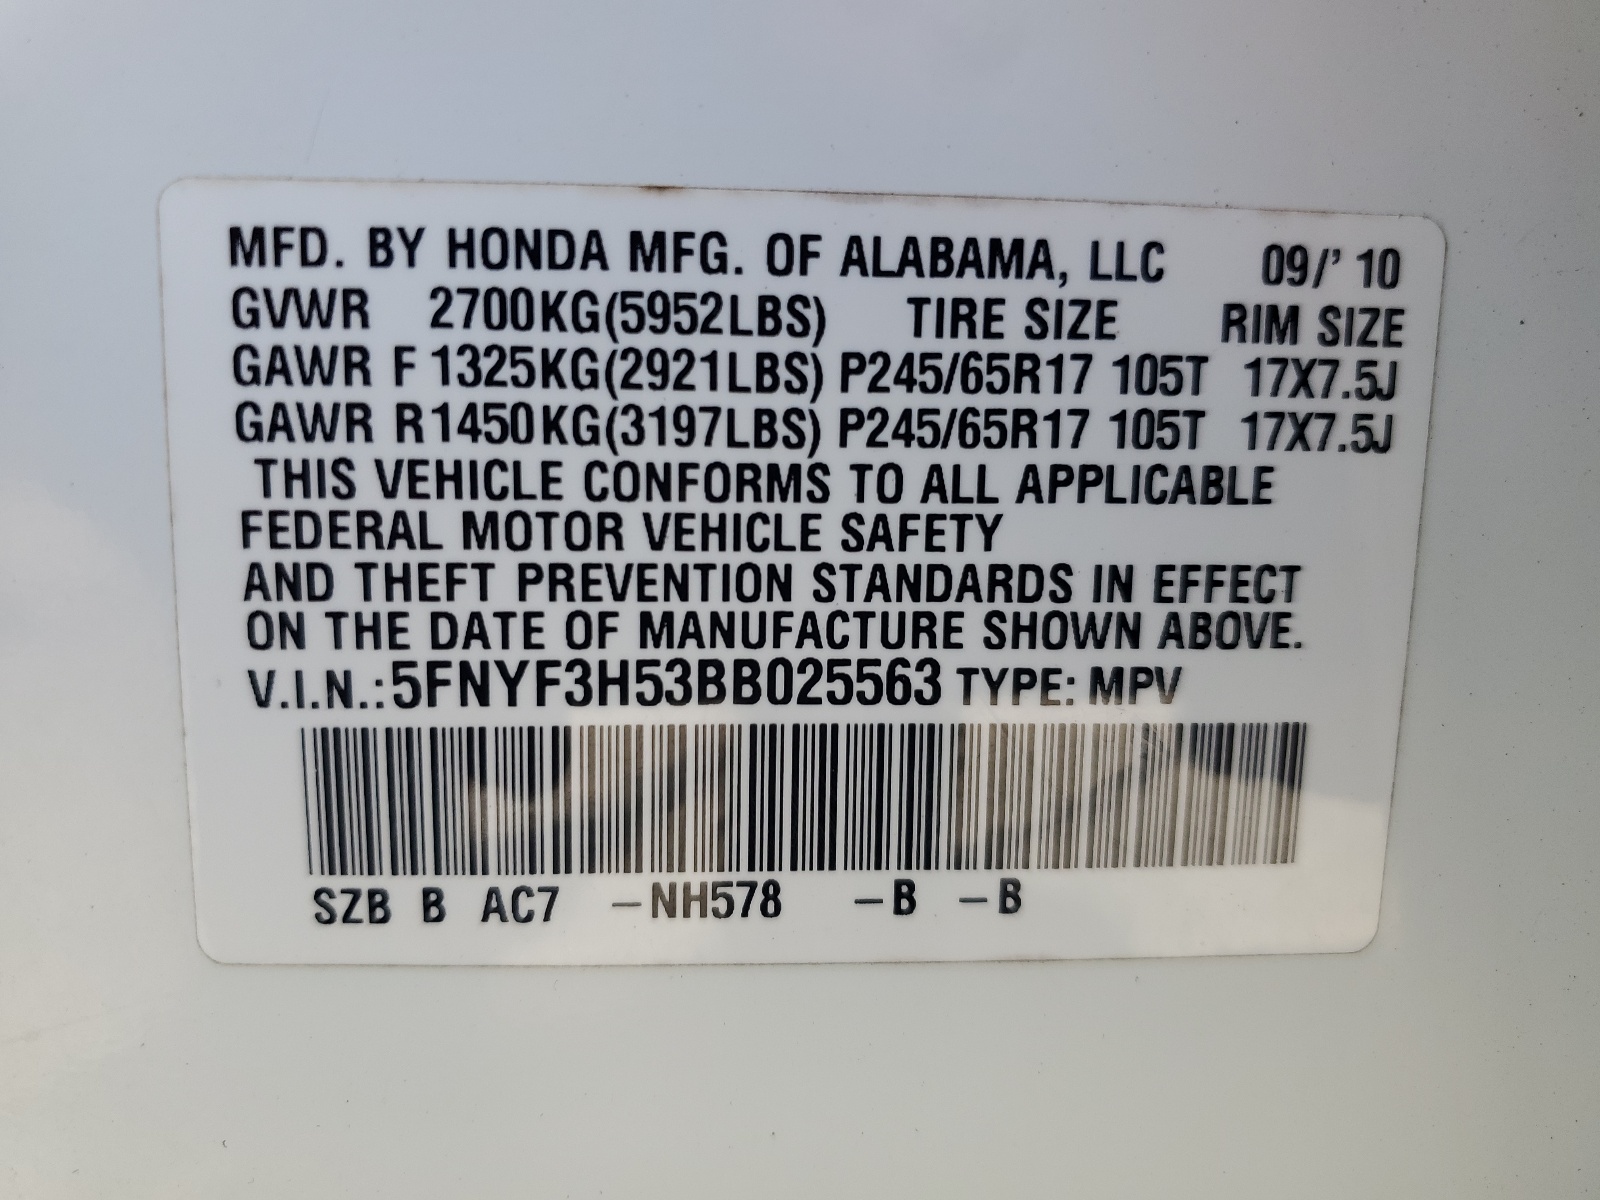 MFD. BY HONDA MFG. OF ALABAMA, LLC 09/' 10
GVWR 2700KG(5952LBS) TIRE SIZE RIM SIZE
GAWR F 1325KG(2921LBS) P245/65R17 105T 17X7.5J
GAWR R1450KG(3197LBS) P245/65R17 105T 17X7.5J
THIS VEHICLE CONFORMS TO ALL APPLICABLE
FEDERAL MOTOR VEHICLE SAFETY
AND THEFT PREVENTION STANDARDS IN EFFECT
ON THE DATE OF MANUFACTURE SHOWN ABOVE.
V.I.N.:5FNYF3H53BB025563 TYPE: MPV
SZB B AC7 –NH578 –B –B